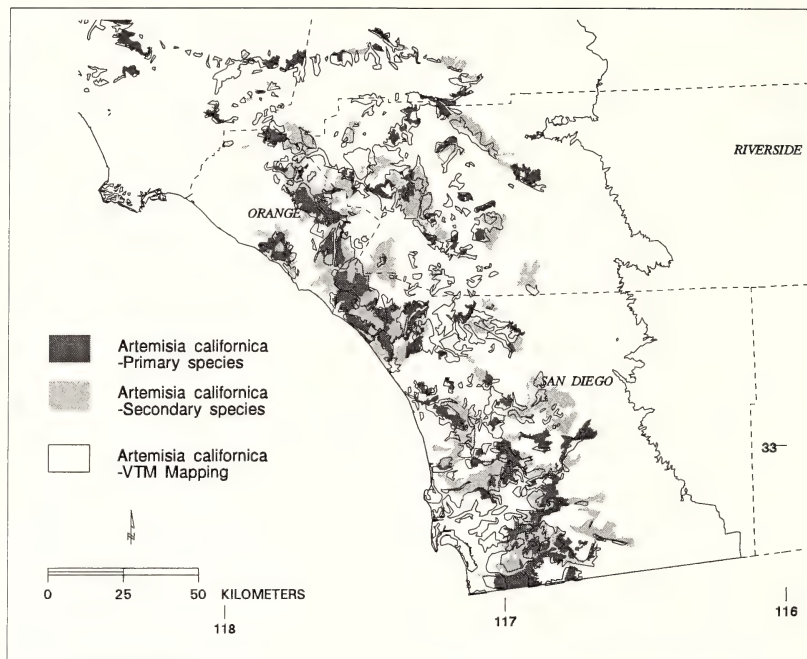 RIVERSIDE
ORANGE
SAN DIEGO
Artemisia californica
-Primary species
Artemisia californica
-Secondary species
Artemisia californica
-VTM Mapping
N
0 25 50 KILOMETERS
33
118
117
116